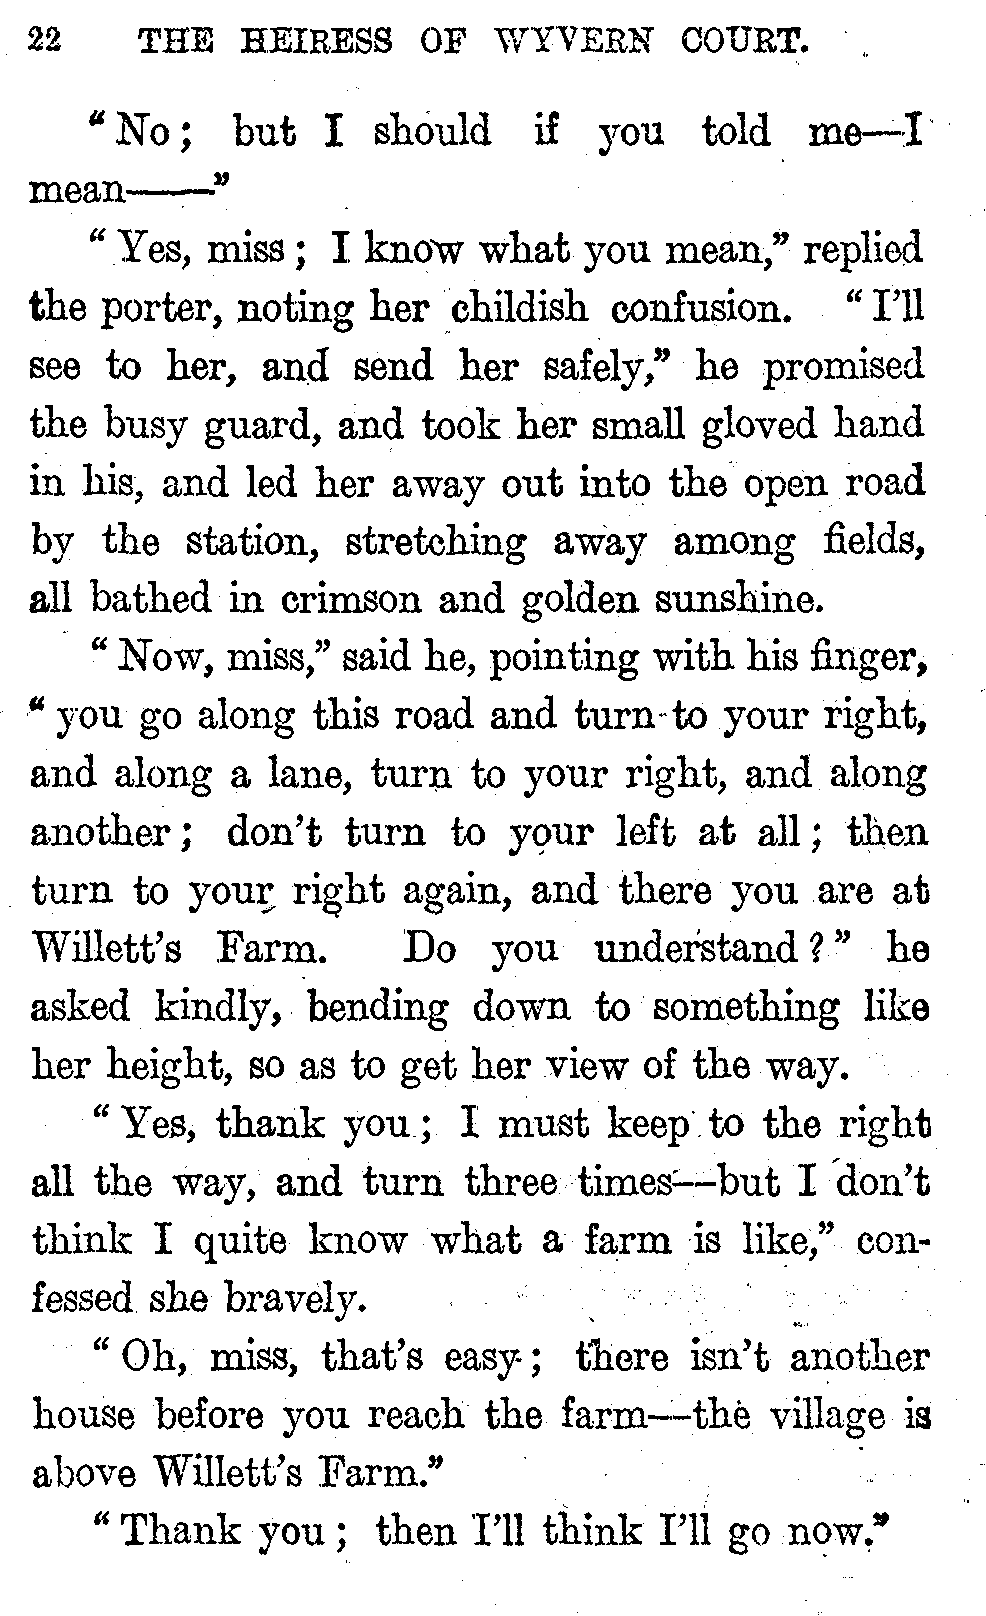 22 THE HEIRESS OF WYVERN COURT.
“No; but I should if you told me—I
mean——”
“Yes, miss; I know what you mean,” replied
the porter, noting her childish confusion. “I’ll
see to her, and send her safely,” he promised
the busy guard, and took her small gloved hand
in his, and led her away out into the open road
by the station, stretching away among fields,
all bathed in crimson and golden sunshine.
“Now, miss,” said he, pointing with his finger,
“you go along this road and turn to your right,
and along a lane, turn to your right, and along
another; don’t turn to your left at all; then
turn to your right again, and there you are at
Willett’s Farm. Do you understand?” he
asked kindly, bending down to something like
her height, so as to get her view of the way.
“Yes, thank you; I must keep to the right
all the way, and turn three times—but I don’t
think I quite know what a farm is like,” con-
fessed she bravely.
“Oh, miss, that’s easy; there isn’t another
house before you reach the farm—the village is
above Willett’s Farm.”
“Thank you; then I’ll think I’ll go now.”